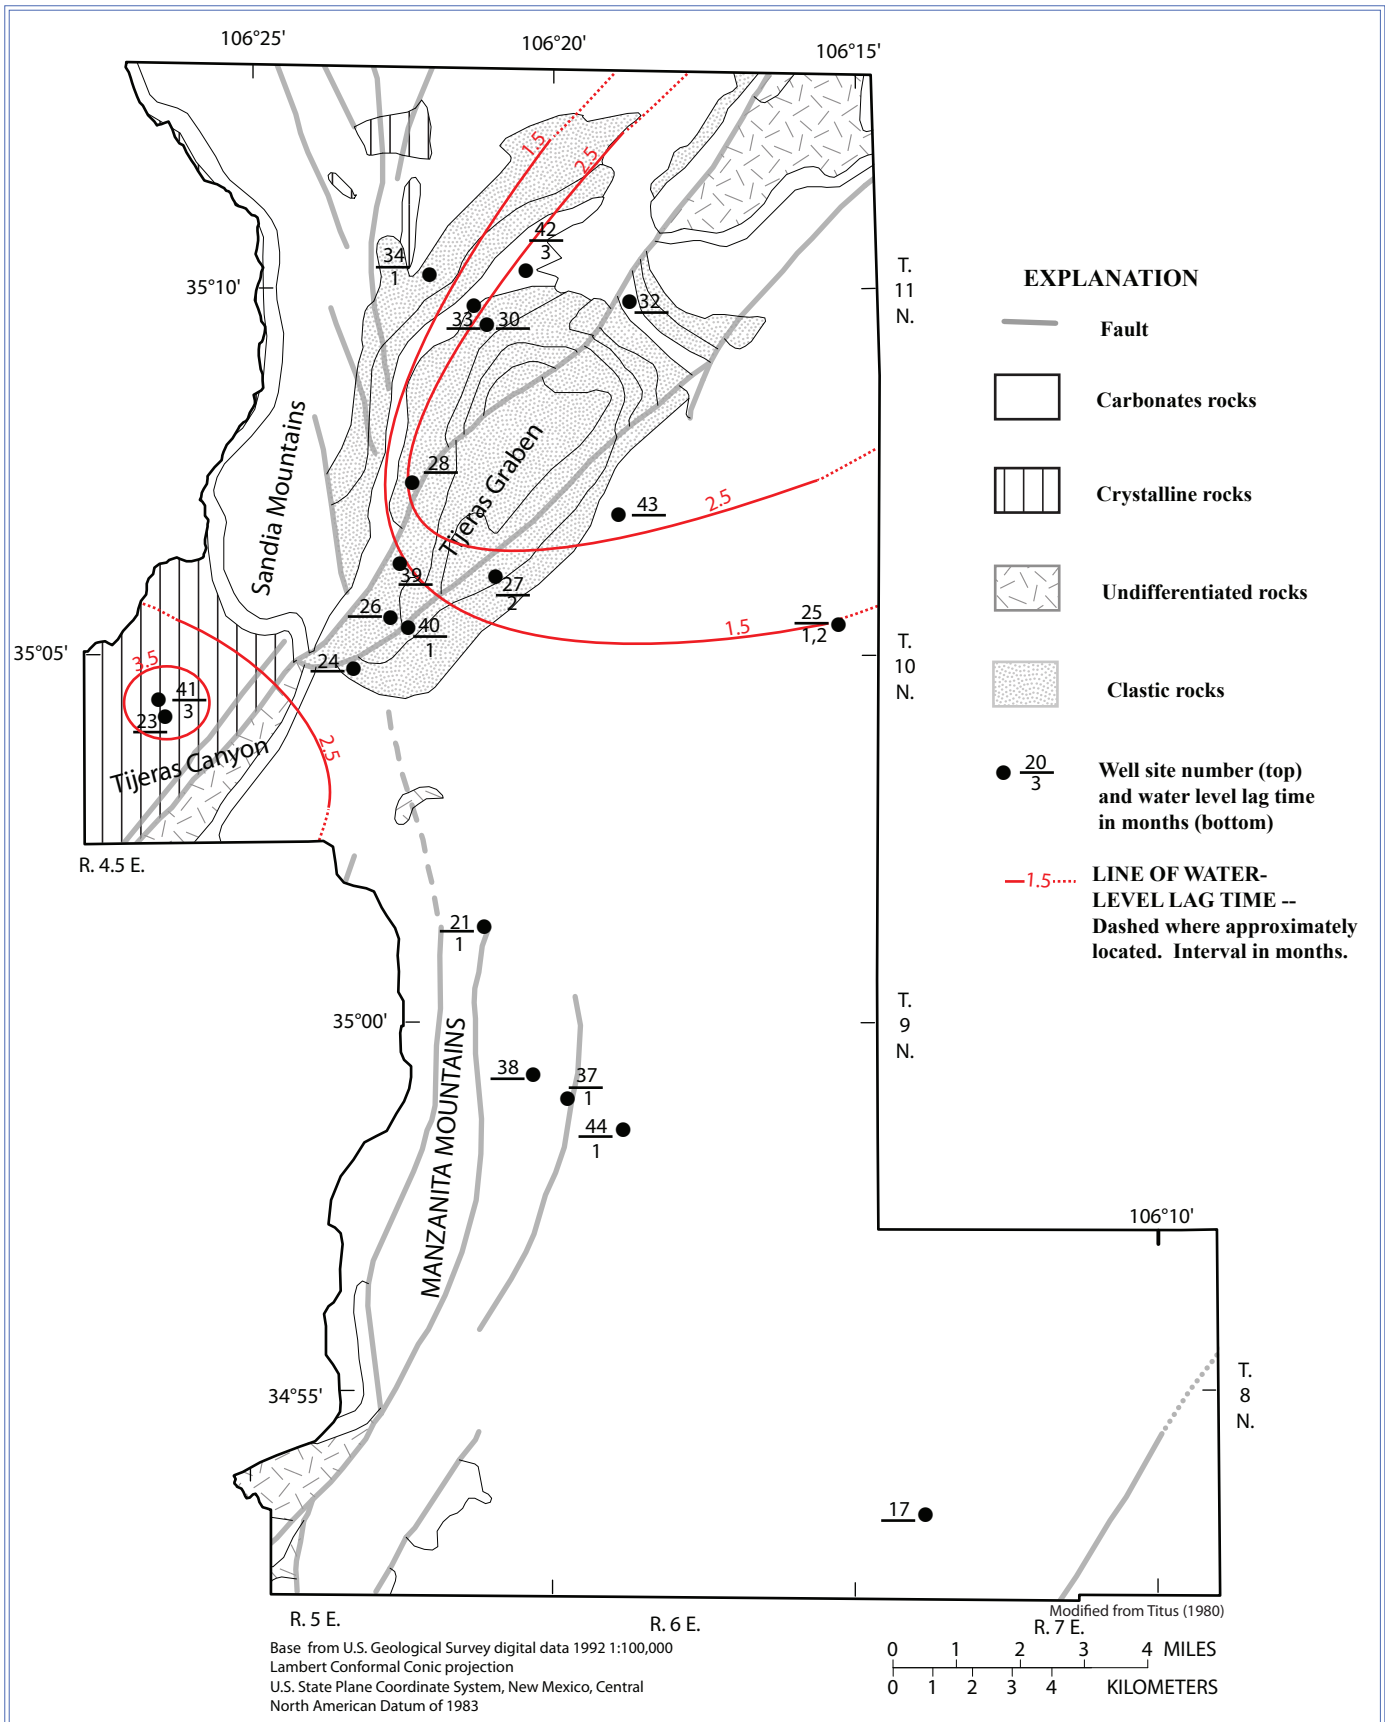 106°25'
106°20'
106°15'
1.5
2.5
42
3
34
1
35°10'
T.
11
N.
32
33
30
Sandia Mountains
28
Tijeras Graben
43
2.5
39
27
2
26
40
1
25
1,2
1.5
24
35°05'
T.
10
N.
3.5
41
3
23
2.5
Tijeras Canyon
R. 4.5 E.
21
1
35°00'
T.
9
N.
MANZANITA MOUNTAINS
38
37
1
44
1
106°10'
34°55'
T.
8
N.
17
R. 5 E.
R. 6 E.
Modified from Titus (1980)
R. 7 E.
EXPLANATION
Fault
Carbonates rocks
Crystalline rocks
Undifferentiated rocks
Clastic rocks
20
3
Well site number (top)
and water level lag time
in months (bottom)
1.5
LINE OF WATER-
LEVEL LAG TIME --
Dashed where approximately
located. Interval in months.
Base from U.S. Geological Survey digital data 1992 1:100,000
Lambert Conformal Conic projection
U.S. State Plane Coordinate System, New Mexico, Central
North American Datum of 1983
0 1 2 3 4 MILES
0 1 2 3 4 KILOMETERS